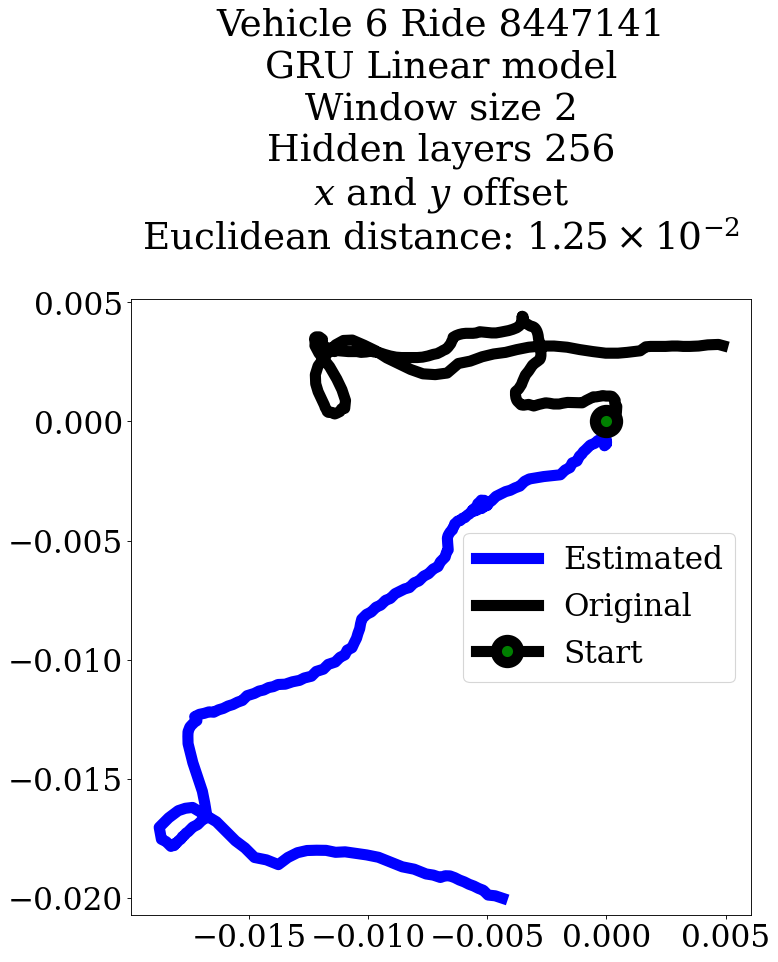 Vehicle 6 Ride 8447141
GRU Linear model
Window size 2
Hidden layers 256
x and y offset
Euclidean distance: 1.25 × 10⁻²
0.005
0.000
−0.005
−0.010
−0.015
−0.020
Estimated
Original
Start
−0.015 −0.010 −0.005 0.000 0.005